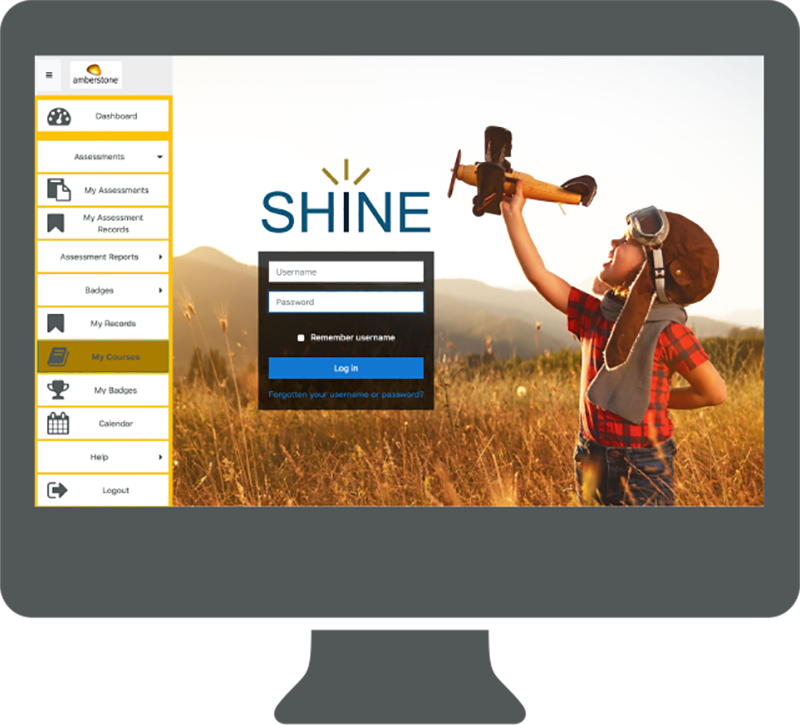 amberstone
Dashboard
Assessments
My Assessments
My Assessment
Records
Assessment Reports
Badges
My Records
My Courses
My Badges
Calendar
Help
Logout
SHINE
Username
Password
Remember username
Log in
Forgotten your username or password?